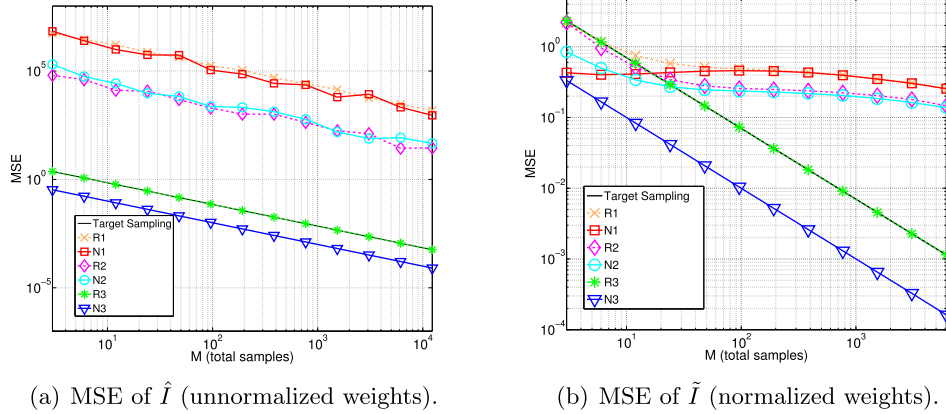 10^5
10^0
10^-5
MSE
Target Sampling
R1
N1
R2
N2
R3
N3
10^1
10^2
10^3
10^4
M (total samples)
(a) MSE of Î (unnormalized weights).
10^0
10^-1
10^-2
10^-3
10^-4
MSE
Target Sampling
R1
N1
R2
N2
R3
N3
10^1
10^2
10^3
M (total samples)
(b) MSE of Ĩ (normalized weights).